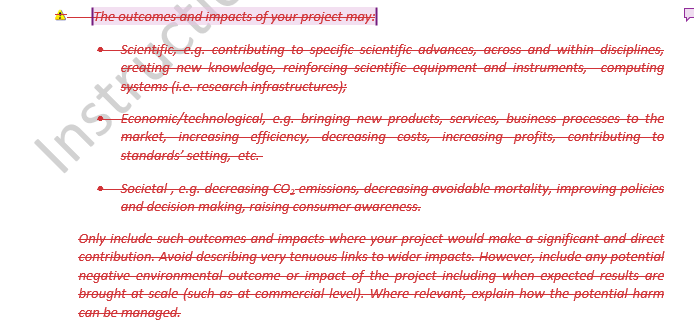 The outcomes and impacts of your project may:
• Scientific, e.g. contributing to specific scientific advances, across and within disciplines,
creating new knowledge, reinforcing scientific equipment and instruments, computing
systems (i.e. research infrastructures);
• Economic/technological, e.g. bringing new products, services, business processes to the
market, increasing efficiency, decreasing costs, increasing profits, contributing to
standards' setting, etc.
• Societal , e.g. decreasing CO₂ emissions, decreasing avoidable mortality, improving policies
and decision making, raising consumer awareness.
Only include such outcomes and impacts where your project would make a significant and direct
contribution. Avoid describing very tenuous links to wider impacts. However, include any potential
negative environmental outcome or impact of the project including when expected results are
brought at scale (such as at commercial level). Where relevant, explain how the potential harm
can be managed.
Instructi